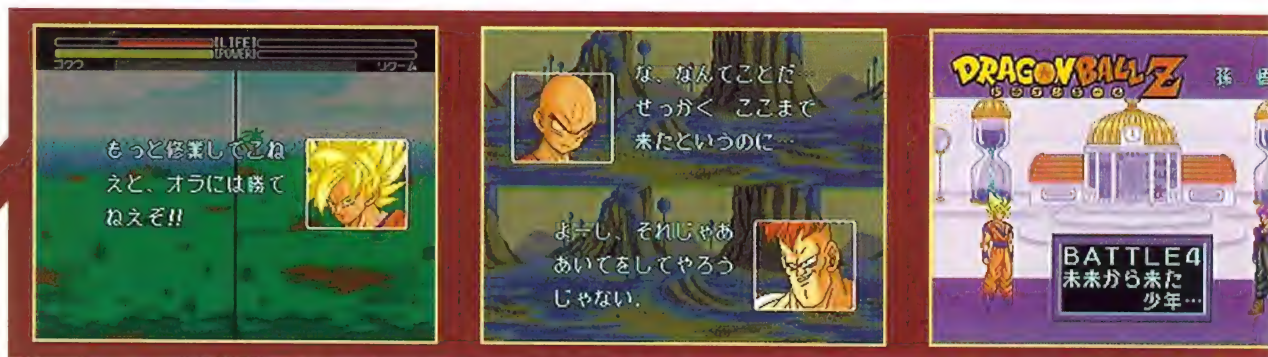 [LIFE]
[POWER]
ゴクウ
リクーム
もっと修業してこね
えと、オラには勝て
ねえぞ!!
な、なんてことだ…
せっかく ここまで
来たというのに…
よーし、それじゃあ
あいてをしてやろう
じゃない.
DRAGONBALL Z
孫 悟
BATTLE4
未来から来た
少年…